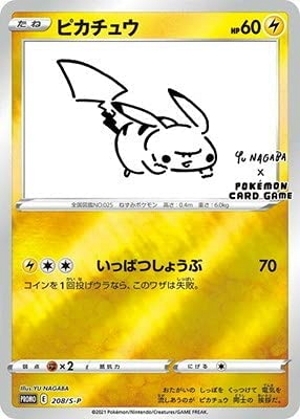 たね
ピカチュウ
HP60
YU NAGABA
×
POKÉMON
CARD GAME
全国図鑑NO.025 ねずみポケモン 高さ:0.4m 重さ:6.0kg
いっぱつしょうぶ 70
コインを1回投げウラなら、このワザは失敗。
弱点 ×2 抵抗力 にげる
Illus. YU NAGABA
PROMO E 208/S-P
おたがいの しっぽを くっつけて 電気を
流しあうのが ピカチュウ 同士の 挨拶だ。
©2021 Pokémon/Nintendo/Creatures/GAME FREAK.